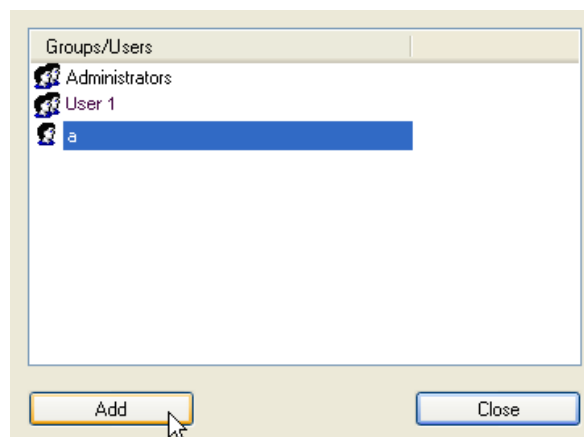 Groups/Users
Administrators
User 1
a
Add
Close